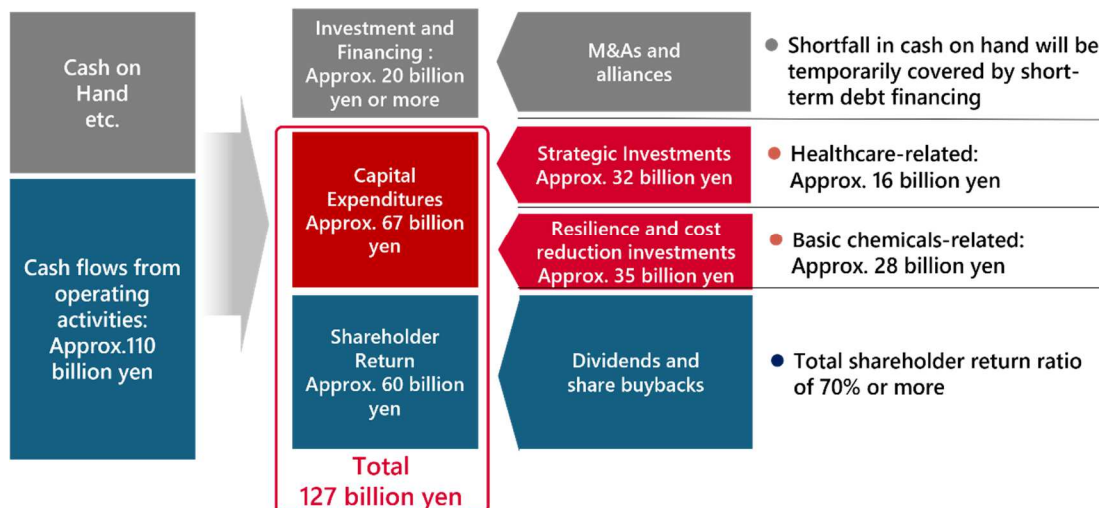 Cash on
Hand
etc.
Cash flows from
operating
activities:
Approx.110
billion yen
Investment and
Financing :
Approx. 20 billion
yen or more
Capital
Expenditures
Approx. 67 billion
yen
Shareholder
Return
Approx. 60 billion
yen
Total
127 billion yen
M&As and
alliances
Strategic Investments
Approx. 32 billion yen
Resilience and cost
reduction investments
Approx. 35 billion yen
Dividends and
share buybacks
Shortfall in cash on hand will be
temporarily covered by short-
term debt financing
Healthcare-related:
Approx. 16 billion yen
Basic chemicals-related:
Approx. 28 billion yen
Total shareholder return ratio
of 70% or more